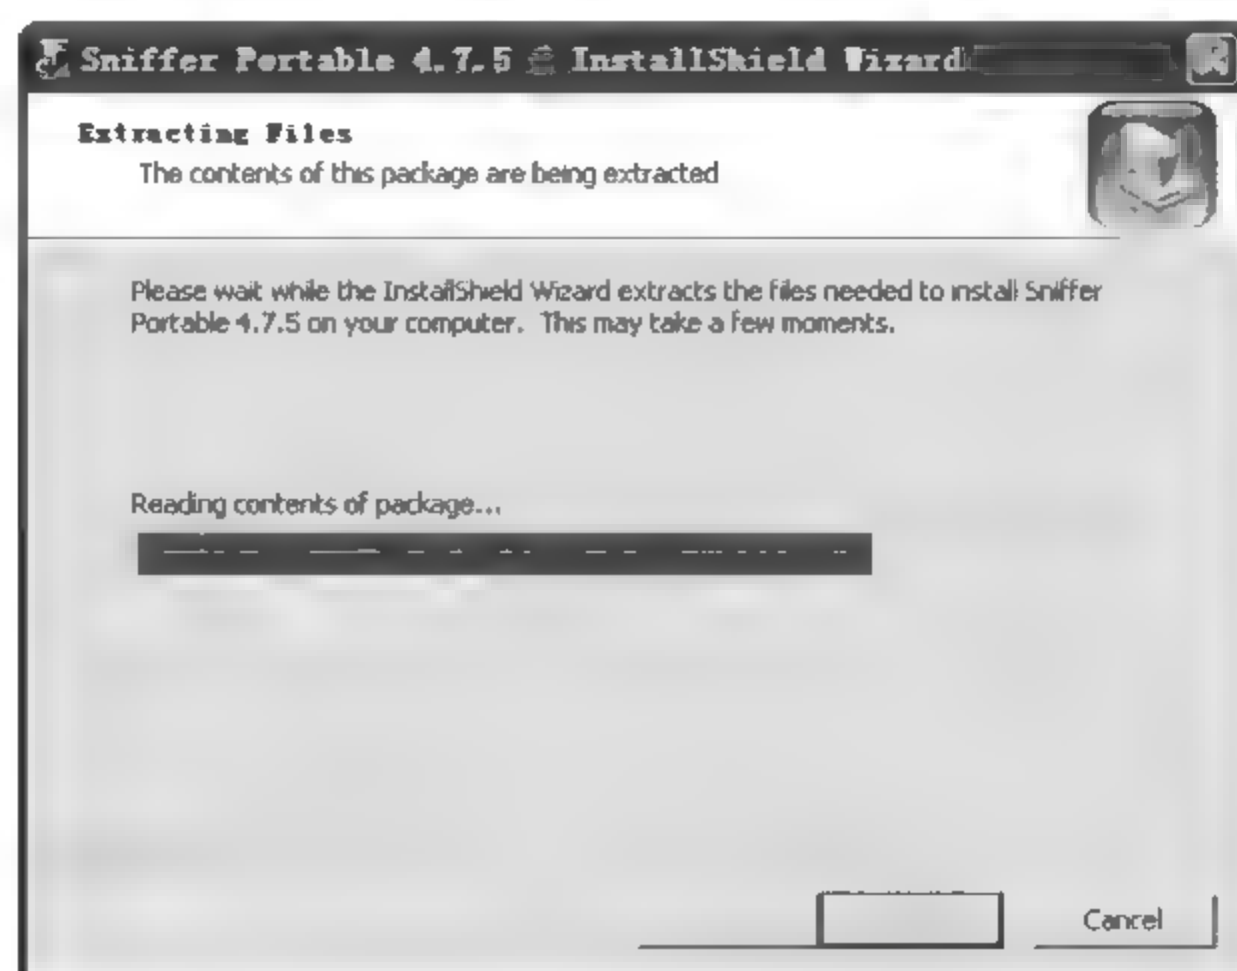 Sniffer Portable 4.7.5 InstallShield Wizard
Extracting Files
The contents of this package are being extracted
Please wait while the InstallShield Wizard extracts the files needed to install Sniffer
Portable 4.7.5 on your computer. This may take a few moments.
Reading contents of package...
Cancel